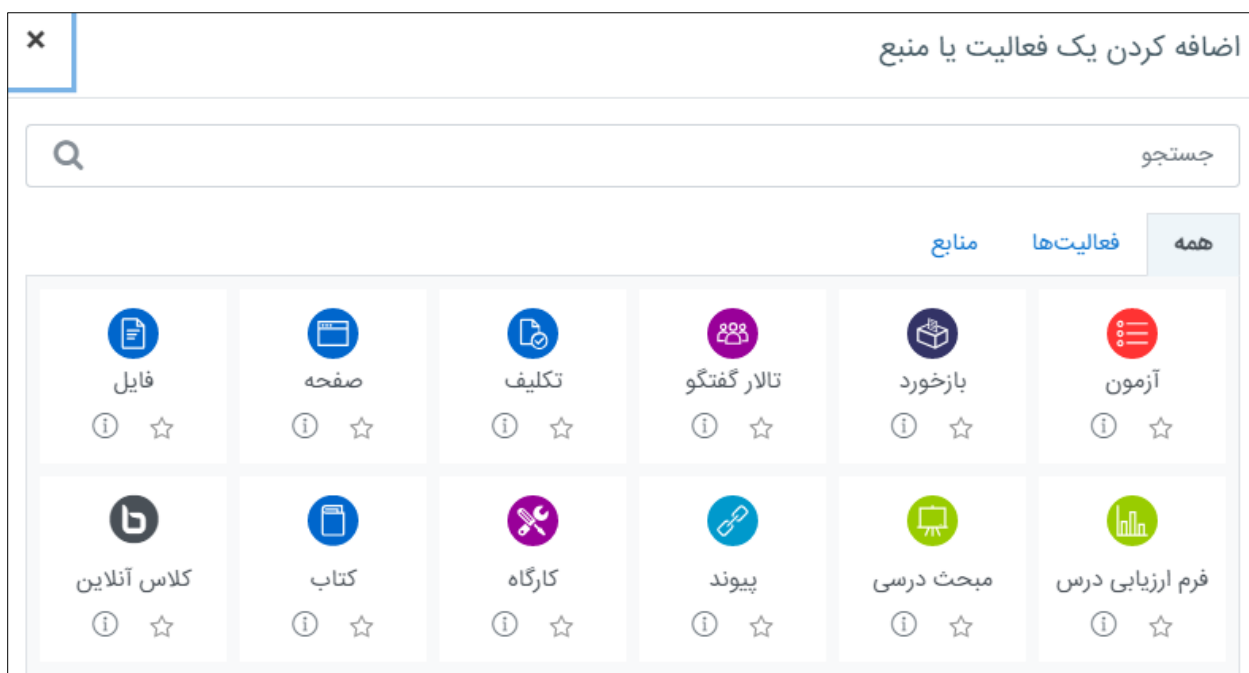 اضافه کردن یک فعالیت یا منبع
جستجو
همه فعالیت‌ها منابع
آزمون بازخورد تالار گفتگو تکلیف صفحه فایل
فرم ارزیابی درس مبحث درسی پیوند کارگاه کتاب کلاس آنلاین